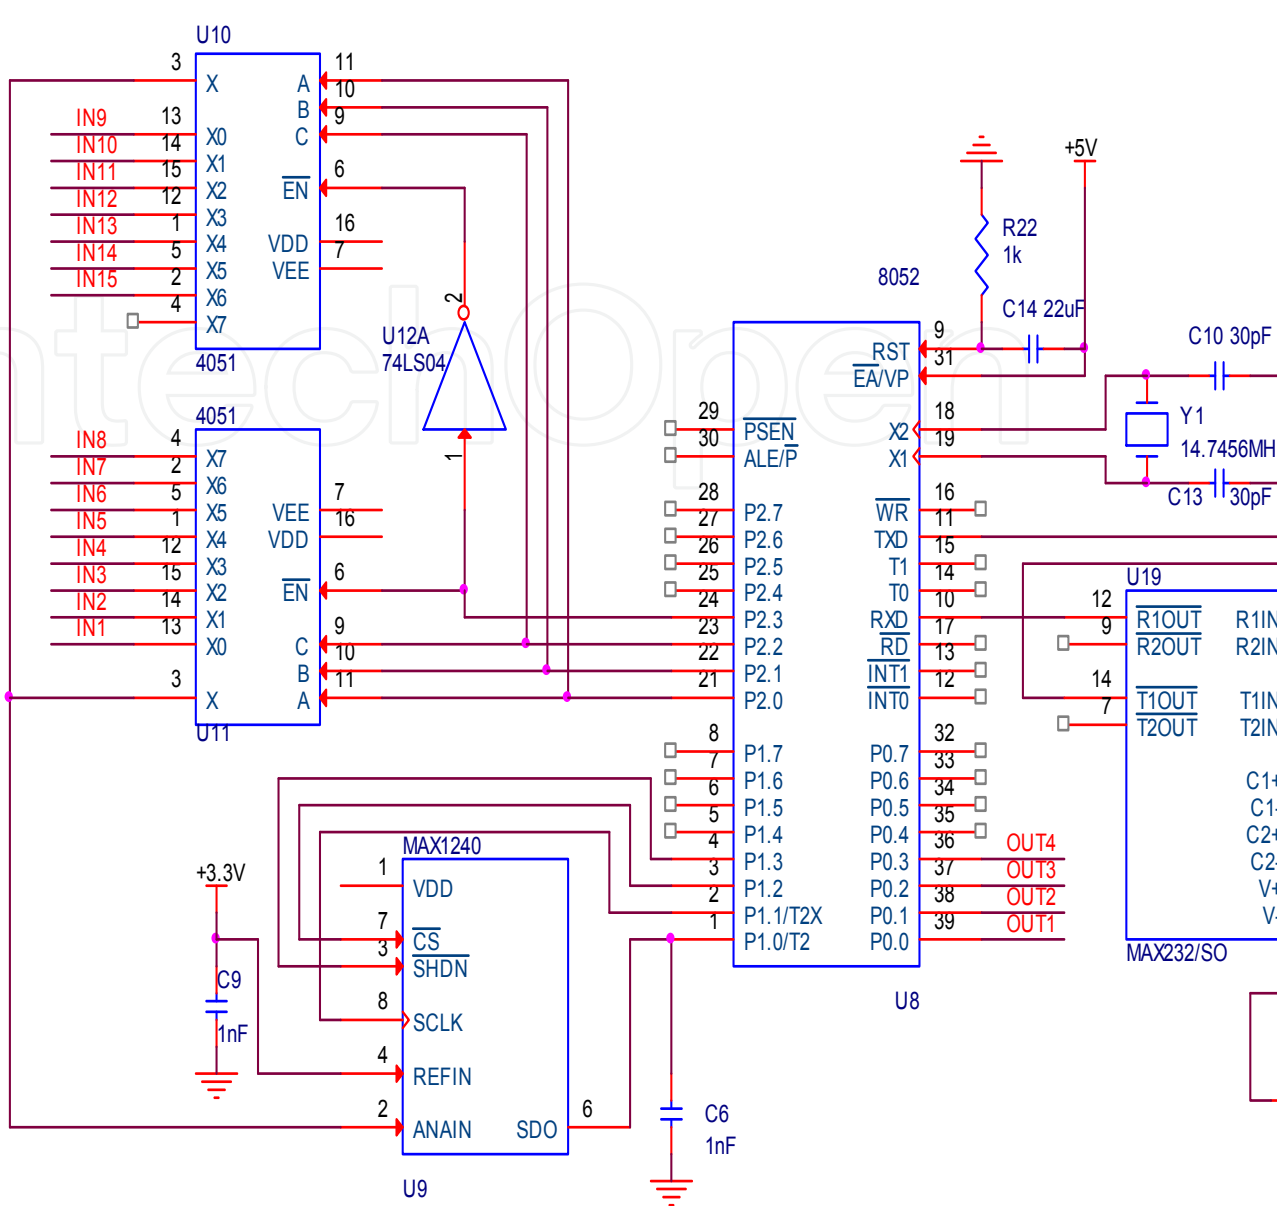 U10
3
X
A
11
B
10
C
9
IN9
13
X0
IN10
14
X1
IN11
15
X2
EN
6
IN12
12
X3
IN13
1
X4
VDD
16
IN14
5
X5
VEE
7
IN15
2
X6
4
X7
4051
2
U12A
74LS04
1
4051
IN8
4
X7
IN7
2
X6
IN6
5
X5
VEE
7
IN5
1
X4
VDD
16
IN4
12
X3
IN3
15
X2
EN
6
IN2
14
X1
IN1
13
X0
C
9
B
10
3
X
A
11
U11
+5V
R22
1k
8052
C14 22uF
C10 30pF
RST
9
EA/VP
31
29
PSEN
X2
18
30
ALE/P
X1
19
Y1
14.7456MH
C13
30pF
28
P2.7
WR
16
27
P2.6
TXD
11
26
P2.5
T1
15
25
P2.4
T0
14
24
P2.3
RXD
10
23
P2.2
RD
17
22
P2.1
INT1
13
21
P2.0
INT0
12
8
P1.7
P0.7
32
7
P1.6
P0.6
33
6
P1.5
P0.5
34
5
P1.4
P0.4
35
4
P1.3
P0.3
36
OUT4
3
P1.2
P0.2
37
OUT3
2
P1.1/T2X
P0.1
38
OUT2
1
P1.0/T2
P0.0
39
OUT1
U8
U19
12
R1OUT
R1IN
9
R2OUT
R2IN
14
T1OUT
T1IN
7
T2OUT
T2IN
C1+
C1-
C2+
C2-
V+
V-
MAX232/SO
MAX1240
+3.3V
1
VDD
7
CS
3
SHDN
C9
1nF
8
SCLK
4
REFIN
2
ANAIN
SDO
6
C6
1nF
U9
ntechOpen